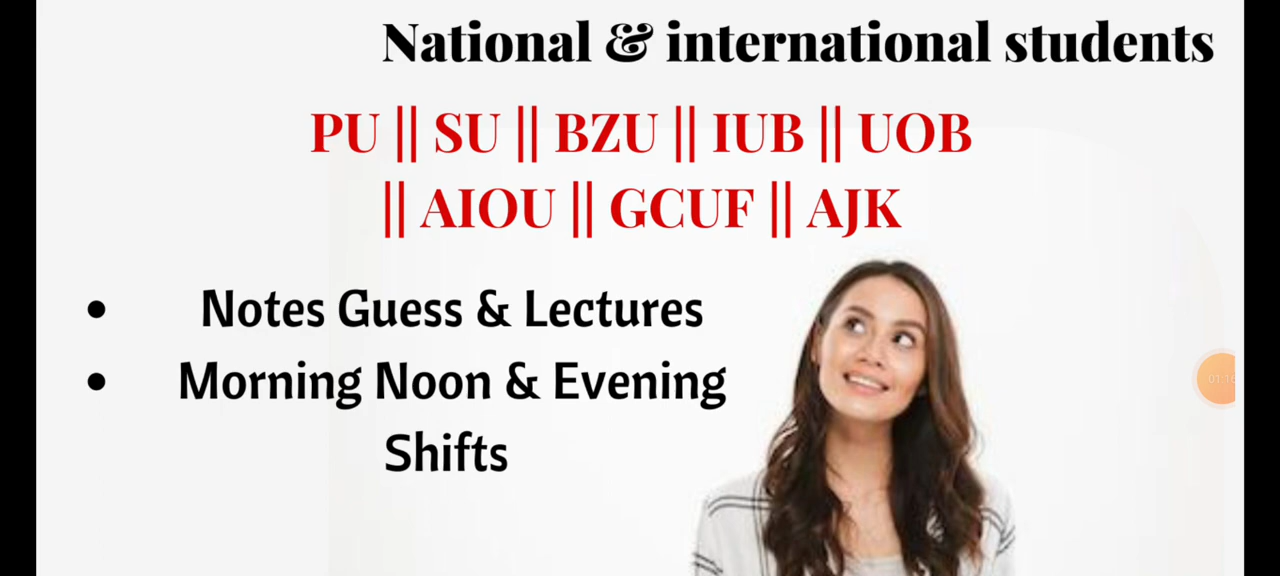 National & international students
PU || SU || BZU || IUB || UOB
|| AIOU || GCUF || AJK
• Notes Guess & Lectures
• Morning Noon & Evening
Shifts